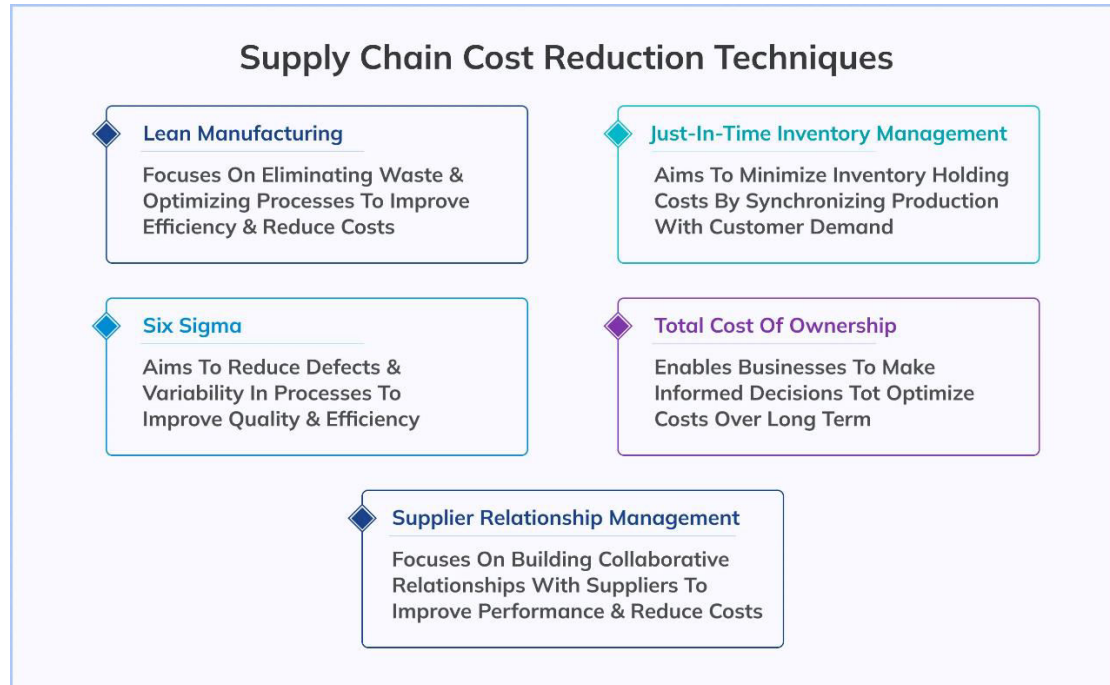 Supply Chain Cost Reduction Techniques
Lean Manufacturing
Focuses On Eliminating Waste &
Optimizing Processes To Improve
Efficiency & Reduce Costs
Just-In-Time Inventory Management
Aims To Minimize Inventory Holding
Costs By Synchronizing Production
With Customer Demand
Six Sigma
Aims To Reduce Defects &
Variability In Processes To
Improve Quality & Efficiency
Total Cost Of Ownership
Enables Businesses To Make
Informed Decisions Tot Optimize
Costs Over Long Term
Supplier Relationship Management
Focuses On Building Collaborative
Relationships With Suppliers To
Improve Performance & Reduce Costs